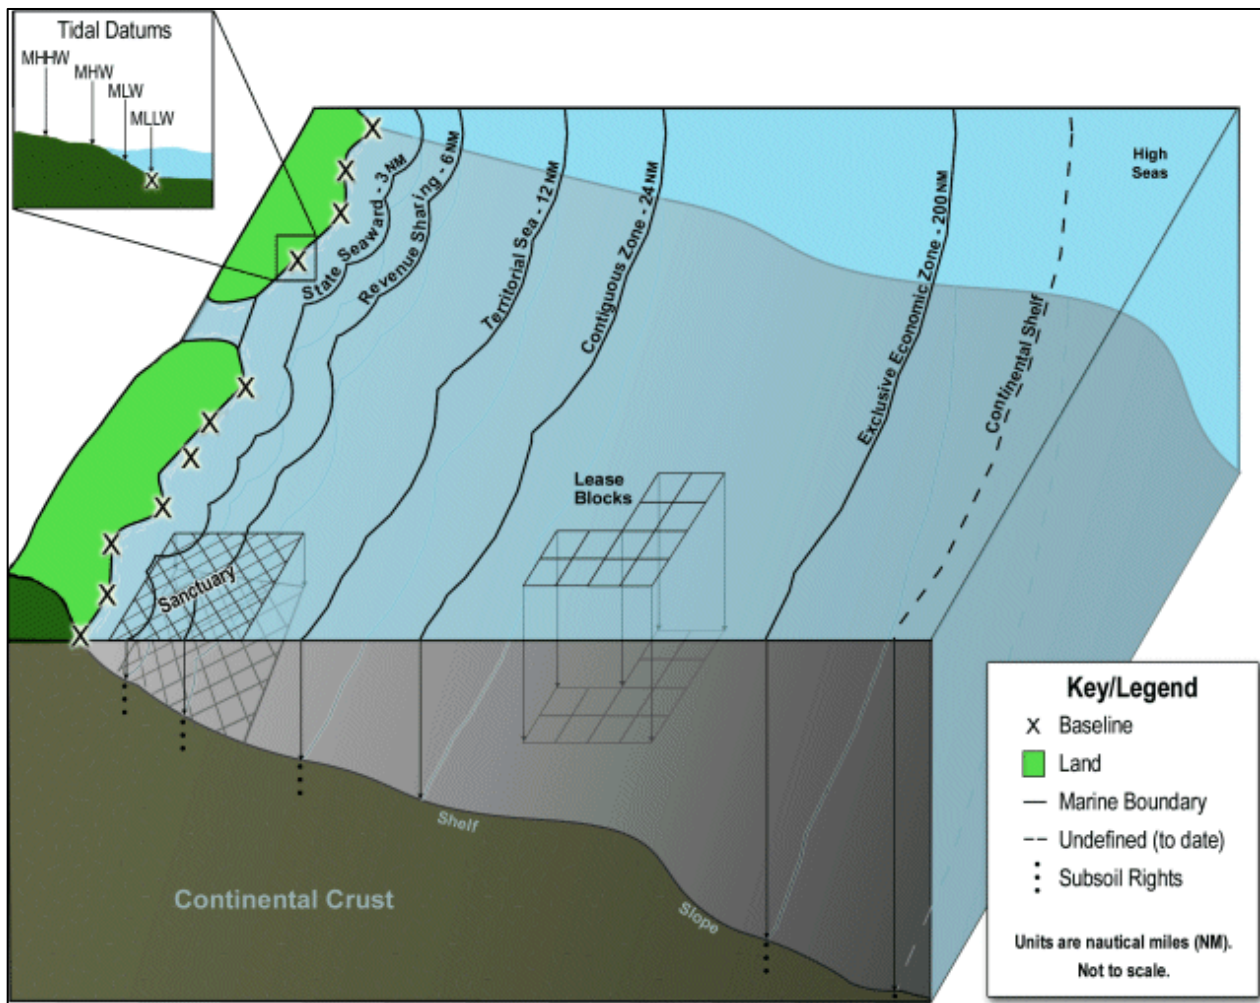 Tidal Datums
MHHW
MHW
MLW
MLLW
X
State Seaward - 3 NM
Revenue Sharing - 6 NM
Territorial Sea - 12 NM
Contiguous Zone - 24 NM
Exclusive Economic Zone - 200 NM
Continental Shelf
High
Seas
X
X
X
X
X
X
X
X
X
X
X
Lease
Blocks
Sanctuary
Shelf
Slope
Continental Crust
Key/Legend
X Baseline
Land
Marine Boundary
Undefined (to date)
Subsoil Rights
Units are nautical miles (NM).
Not to scale.